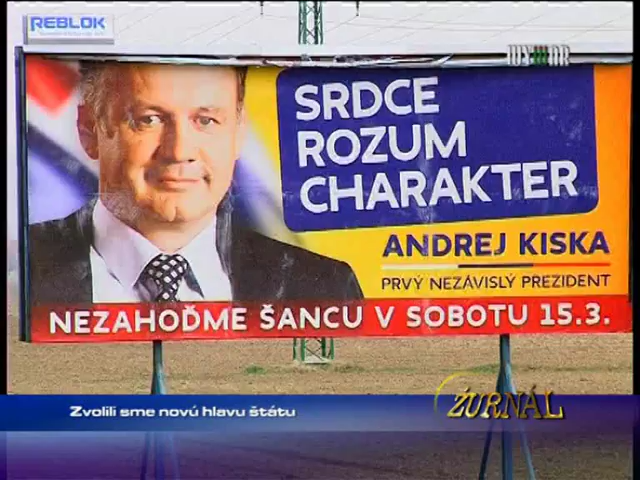 REBLOK
WYMAR
SRDCE
ROZUM
CHARAKTER
ANDREJ KISKA
PRVÝ NEZÁVISLÝ PREZIDENT
NEZAHOĎME ŠANCU V SOBOTU 15.3.
Zvolili sme novú hlavu štátu
ŽURNÁL